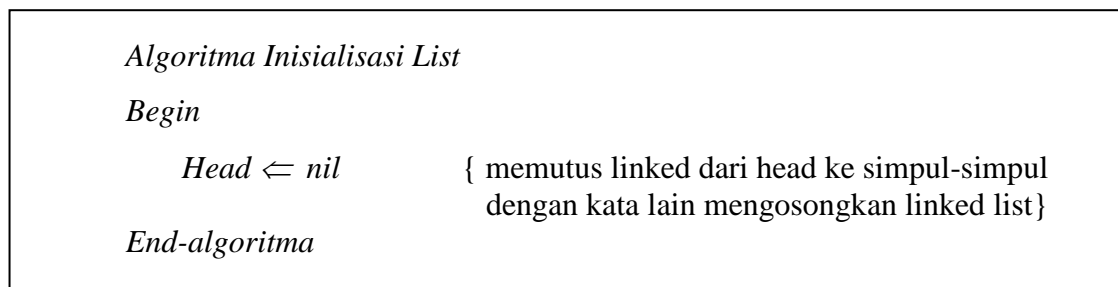 Algoritma Inisialisasi List
Begin
Head ⇐ nil { memutus linked dari head ke simpul-simpul
dengan kata lain mengosongkan linked list}
End-algoritma